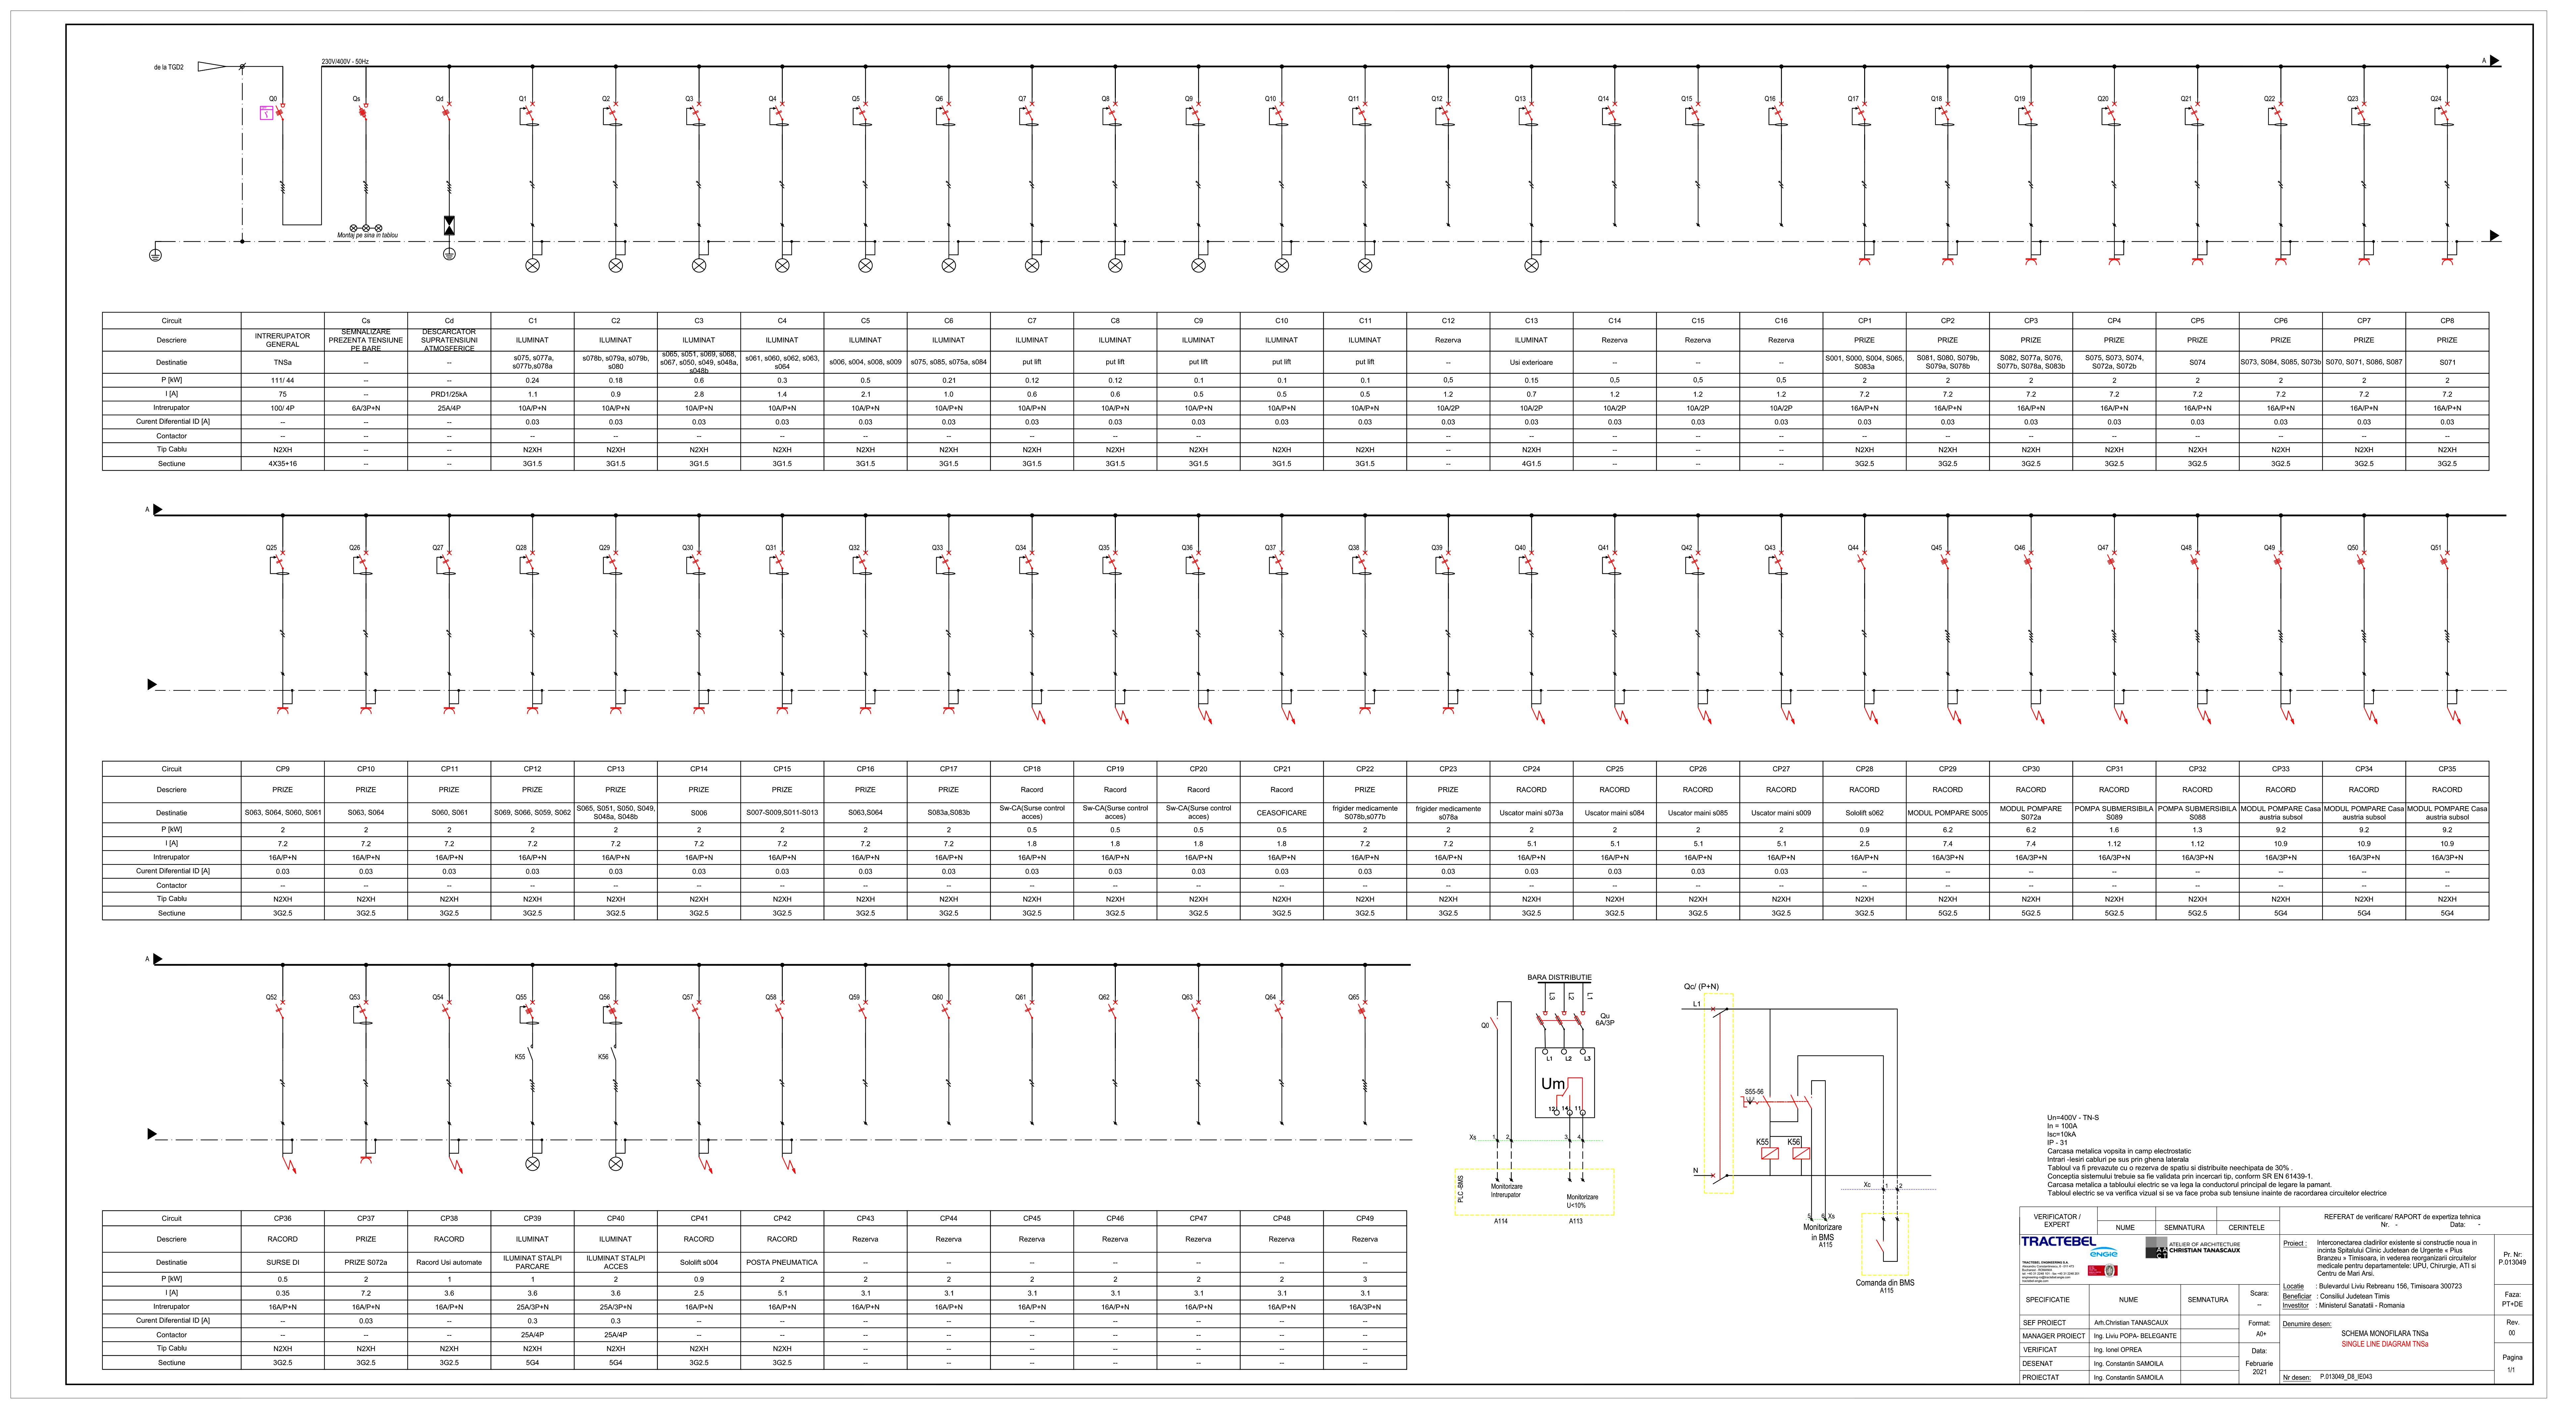 de la TGD2
230V/400V - 50Hz
A
Q0 Qs Qd Q1 Q2 Q3 Q4 Q5 Q6 Q7 Q8 Q9 Q10 Q11 Q12 Q13 Q14 Q15 Q16 Q17 Q18 Q19 Q20 Q21 Q22 Q23 Q24
Montaj pe sina in tablou
Circuit Cs Cd C1 C2 C3 C4 C5 C6 C7 C8 C9 C10 C11 C12 C13 C14 C15 C16 CP1 CP2 CP3 CP4 CP5 CP6 CP7 CP8
Descriere INTRERUPATOR GENERAL SEMNALIZARE PREZENTA TENSIUNE PE BARE DESCARCATOR SUPRATENSIUNI ATMOSFERICE ILUMINAT ILUMINAT ILUMINAT ILUMINAT ILUMINAT ILUMINAT ILUMINAT ILUMINAT ILUMINAT ILUMINAT ILUMINAT Rezerva ILUMINAT Rezerva Rezerva Rezerva PRIZE PRIZE PRIZE PRIZE PRIZE PRIZE PRIZE PRIZE
Destinatie TNSa -- -- s075, s077a, s077b,s078a s078b, s079a, s079b, s080 s065, s051, s069, s068, s067, s050, s049, s048a, s048b s061, s060, s062, s063, s064 s006, s004, s008, s009 s075, s085, s075a, s084 put lift put lift put lift put lift put lift -- Usi exterioare -- -- -- S001, S000, S004, S065, S083a S081, S080, S079b, S079a, S078b S082, S077a, S076, S077b, S078a, S083b S075, S073, S074, S072a, S072b S074 S073, S084, S085, S073b S070, S071, S086, S087 S071
P [kW] 111/ 44 -- -- 0.24 0.18 0.6 0.3 0.5 0.21 0.12 0.12 0.1 0.1 0.1 0,5 0.15 0,5 0,5 0,5 2 2 2 2 2 2 2 2
I [A] 75 -- PRD1/25kA 1.1 0.9 2.8 1.4 2.1 1.0 0.6 0.6 0.5 0.5 0.5 1.2 0.7 1.2 1.2 1.2 7.2 7.2 7.2 7.2 7.2 7.2 7.2 7.2
Intrerupator 100/ 4P 6A/3P+N 25A/4P 10A/P+N 10A/P+N 10A/P+N 10A/P+N 10A/P+N 10A/P+N 10A/P+N 10A/P+N 10A/P+N 10A/P+N 10A/P+N 10A/2P 10A/2P 10A/2P 10A/2P 10A/2P 16A/P+N 16A/P+N 16A/P+N 16A/P+N 16A/P+N 16A/P+N 16A/P+N 16A/P+N
Curent Diferential ID [A] -- -- -- 0.03 0.03 0.03 0.03 0.03 0.03 0.03 0.03 0.03 0.03 0.03 0.03 0.03 0.03 0.03 0.03 0.03 0.03 0.03 0.03 0.03 0.03 0.03 0.03
Contactor -- -- -- -- -- -- -- -- -- -- -- -- -- -- -- -- -- -- -- -- -- -- -- -- --
Tip Cablu N2XH -- -- N2XH N2XH N2XH N2XH N2XH N2XH N2XH N2XH N2XH N2XH N2XH -- N2XH -- -- -- N2XH N2XH N2XH N2XH N2XH N2XH N2XH N2XH
Sectiune 4X35+16 -- -- 3G1.5 3G1.5 3G1.5 3G1.5 3G1.5 3G1.5 3G1.5 3G1.5 3G1.5 3G1.5 3G1.5 -- 4G1.5 -- -- -- 3G2.5 3G2.5 3G2.5 3G2.5 3G2.5 3G2.5 3G2.5 3G2.5
A
Q25 Q26 Q27 Q28 Q29 Q30 Q31 Q32 Q33 Q34 Q35 Q36 Q37 Q38 Q39 Q40 Q41 Q42 Q43 Q44 Q45 Q46 Q47 Q48 Q49 Q50 Q51
Circuit CP9 CP10 CP11 CP12 CP13 CP14 CP15 CP16 CP17 CP18 CP19 CP20 CP21 CP22 CP23 CP24 CP25 CP26 CP27 CP28 CP29 CP30 CP31 CP32 CP33 CP34 CP35
Descriere PRIZE PRIZE PRIZE PRIZE PRIZE PRIZE PRIZE PRIZE PRIZE Racord Racord Racord Racord PRIZE PRIZE RACORD RACORD RACORD RACORD RACORD RACORD RACORD RACORD RACORD RACORD RACORD RACORD
Destinatie S063, S064, S060, S061 S063, S064 S060, S061 S069, S066, S059, S062 S065, S051, S050, S049, S048a, S048b S006 S007-S009,S011-S013 S063,S064 S083a,S083b Sw-CA(Surse control acces) Sw-CA(Surse control acces) Sw-CA(Surse control acces) CEASOFICARE frigider medicamente S078b,s077b frigider medicamente s078a Uscator maini s073a Uscator maini s084 Uscator maini s085 Uscator maini s009 Sololift s062 MODUL POMPARE S005 MODUL POMPARE S072a POMPA SUBMERSIBILA S089 POMPA SUBMERSIBILA S088 MODUL POMPARE Casa austria subsol MODUL POMPARE Casa austria subsol MODUL POMPARE Casa austria subsol
P [kW] 2 2 2 2 2 2 2 2 2 0.5 0.5 0.5 0.5 2 2 2 2 2 2 0.9 6.2 6.2 1.6 1.3 9.2 9.2 9.2
I [A] 7.2 7.2 7.2 7.2 7.2 7.2 7.2 7.2 7.2 1.8 1.8 1.8 1.8 7.2 7.2 5.1 5.1 5.1 5.1 2.5 7.4 7.4 1.12 1.12 10.9 10.9 10.9
Intrerupator 16A/P+N 16A/P+N 16A/P+N 16A/P+N 16A/P+N 16A/P+N 16A/P+N 16A/P+N 16A/P+N 16A/P+N 16A/P+N 16A/P+N 16A/P+N 16A/P+N 16A/P+N 16A/P+N 16A/P+N 16A/P+N 16A/P+N 16A/P+N 16A/3P+N 16A/3P+N 16A/3P+N 16A/3P+N 16A/3P+N 16A/3P+N 16A/3P+N
Curent Diferential ID [A] 0.03 0.03 0.03 0.03 0.03 0.03 0.03 0.03 0.03 0.03 0.03 0.03 0.03 0.03 0.03 0.03 0.03 0.03 0.03 -- -- -- -- -- -- -- --
Contactor -- -- -- -- -- -- -- -- -- -- -- -- -- -- -- -- -- -- -- -- -- -- -- -- -- -- --
Tip Cablu N2XH N2XH N2XH N2XH N2XH N2XH N2XH N2XH N2XH N2XH N2XH N2XH N2XH N2XH N2XH N2XH N2XH N2XH N2XH N2XH N2XH N2XH N2XH N2XH N2XH N2XH N2XH
Sectiune 3G2.5 3G2.5 3G2.5 3G2.5 3G2.5 3G2.5 3G2.5 3G2.5 3G2.5 3G2.5 3G2.5 3G2.5 3G2.5 3G2.5 3G2.5 3G2.5 3G2.5 3G2.5 3G2.5 3G2.5 5G2.5 5G2.5 5G2.5 5G2.5 5G4 5G4 5G4
A
Q52 Q53 Q54 Q55 Q56 Q57 Q58 Q59 Q60 Q61 Q62 Q63 Q64 Q65
K55 K56
Circuit CP36 CP37 CP38 CP39 CP40 CP41 CP42 CP43 CP44 CP45 CP46 CP47 CP48 CP49
Descriere RACORD PRIZE RACORD ILUMINAT ILUMINAT RACORD RACORD Rezerva Rezerva Rezerva Rezerva Rezerva Rezerva Rezerva
Destinatie SURSE DI PRIZE S072a Racord Usi automate ILUMINAT STALPI PARCARE ILUMINAT STALPI ACCES Sololift s004 POSTA PNEUMATICA -- -- -- -- -- -- --
P [kW] 0.5 2 1 1 2 0.9 2 2 2 2 2 2 2 3
I [A] 0.35 7.2 3.6 3.6 3.6 2.5 5.1 3.1 3.1 3.1 3.1 3.1 3.1 3.1
Intrerupator 16A/P+N 16A/P+N 16A/P+N 25A/3P+N 25A/3P+N 16A/P+N 16A/P+N 16A/P+N 16A/P+N 16A/P+N 16A/P+N 16A/P+N 16A/P+N 16A/3P+N
Curent Diferential ID [A] -- 0.03 -- 0.3 0.3 -- -- -- -- -- -- -- -- --
Contactor -- -- -- 25A/4P 25A/4P -- -- -- -- -- -- -- -- --
Tip Cablu N2XH N2XH N2XH N2XH N2XH N2XH N2XH -- -- -- -- -- -- --
Sectiune 3G2.5 3G2.5 3G2.5 5G4 5G4 3G2.5 3G2.5 -- -- -- -- -- -- --
BARA DISTRIBUTIE
L3 L2 L1
Q0
Qu
6A/3P
L1 L2 L3
Um
12 14 11
Xs 1 2 3 4
PLC -BMS
Monitorizare
Intrerupator
Monitorizare
U<10%
A114 A113
Qc/ (P+N)
L1
S55-56
K55 K56
N
Xc 1 2
5 6 Xs
Monitorizare
in BMS
A115
Comanda din BMS
A115
Un=400V - TN-S
In = 100A
Isc=10kA
IP - 31
Carcasa metalica vopsita in camp electrostatic
Intrari -Iesiri cabluri pe sus prin ghena laterala
Tabloul va fi prevazute cu o rezerva de spatiu si distribuite neechipata de 30% .
Conceptia sistemului trebuie sa fie validata prin incercari tip, conform SR EN 61439-1.
Carcasa metalica a tabloului electric se va lega la conductorul principal de legare la pamant.
Tabloul electric se va verifica vizual si se va face proba sub tensiune inainte de racordarea circuitelor electrice
VERIFICATOR / EXPERT NUME SEMNATURA CERINTELE
REFERAT de verificare/ RAPORT de expertiza tehnica
Nr. - Data: -
TRACTEBEL
ENGIE
ATELIER OF ARCHITECTURE
CHRISTIAN TANASCAUX
TRACTEBEL ENGINEERING S.A.
Proiect : Interconectarea cladirilor existente si constructie noua in
incinta Spitalului Clinic Judetean de Urgente « Pius
Branzeu » Timisoara, in vederea reorganizarii circuitelor
medicale pentru departamentele: UPU, Chirurgie, ATI si
Centru de Mari Arsi.
Pr. Nr:
P.013049
Locatie : Bulevardul Liviu Rebreanu 156, Timisoara 300723
Beneficiar : Consiliul Judetean Timis
Investitor : Ministerul Sanatatii - Romania
Faza:
PT+DE
SPECIFICATIE NUME SEMNATURA Scara:
--
SEF PROIECT Arh.Christian TANASCAUX
MANAGER PROIECT Ing. Liviu POPA- BELEGANTE
VERIFICAT Ing. Ionel OPREA
DESENAT Ing. Constantin SAMOILA
PROIECTAT Ing. Constantin SAMOILA
Format:
A0+
Data:
Februarie
2021
Denumire desen:
SCHEMA MONOFILARA TNSa
SINGLE LINE DIAGRAM TNSa
Rev.
00
Pagina
1/1
Nr desen: P.013049_D8_IE043